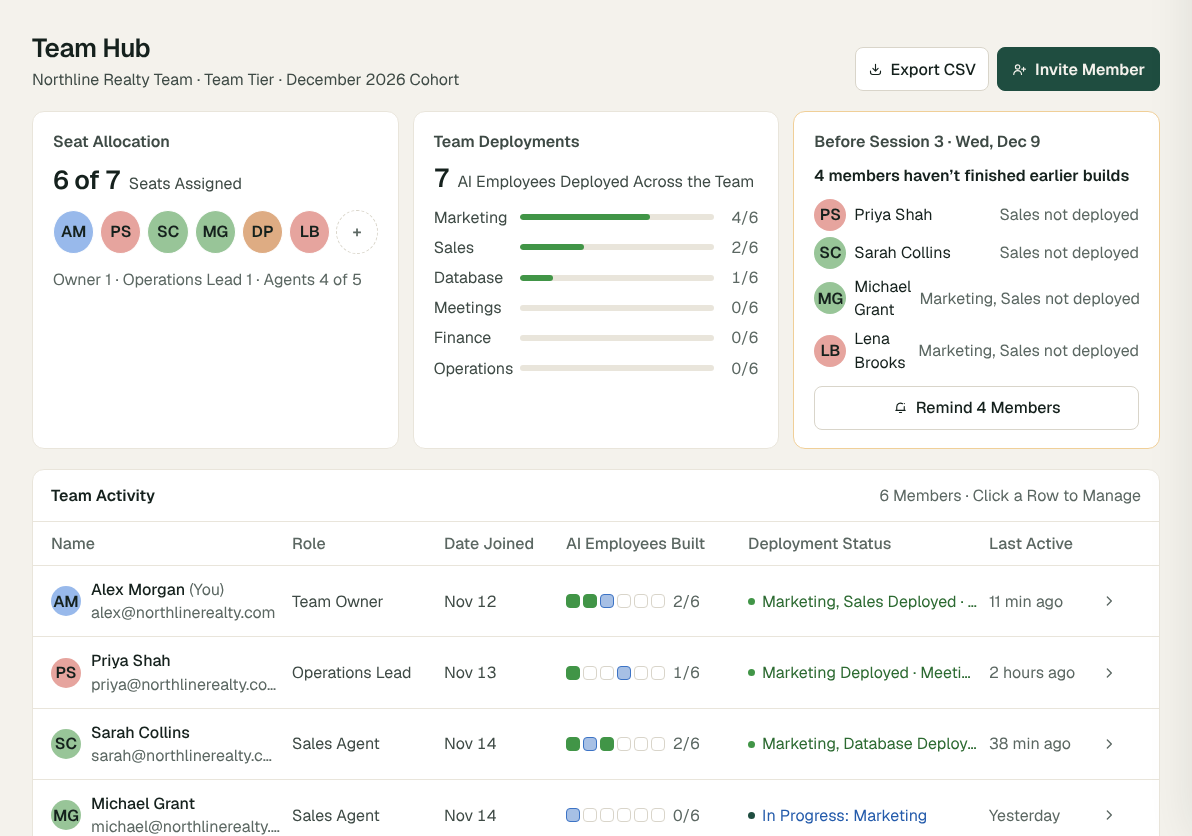 Team Hub
Northline Realty Team · Team Tier · December 2026 Cohort
Export CSV
Invite Member
Seat Allocation
6 of 7 Seats Assigned
AM PS SC MG DP LB +
Owner 1 · Operations Lead 1 · Agents 4 of 5
Team Deployments
7 AI Employees Deployed Across the Team
Marketing 4/6
Sales 2/6
Database 1/6
Meetings 0/6
Finance 0/6
Operations 0/6
Before Session 3 · Wed, Dec 9
4 members haven’t finished earlier builds
PS Priya Shah Sales not deployed
SC Sarah Collins Sales not deployed
MG Michael Grant Marketing, Sales not deployed
LB Lena Brooks Marketing, Sales not deployed
Remind 4 Members
Team Activity 6 Members · Click a Row to Manage
Name Role Date Joined AI Employees Built Deployment Status Last Active
AM Alex Morgan (You) Team Owner Nov 12 2/6 Marketing, Sales Deployed · … 11 min ago
alex@northlinerealty.com
PS Priya Shah Operations Lead Nov 13 1/6 Marketing Deployed · Meeti… 2 hours ago
priya@northlinerealty.co…
SC Sarah Collins Sales Agent Nov 14 2/6 Marketing, Database Deploy… 38 min ago
sarah@northlinerealty.c…
MG Michael Grant Sales Agent Nov 14 0/6 In Progress: Marketing Yesterday
michael@northlinerealty.…